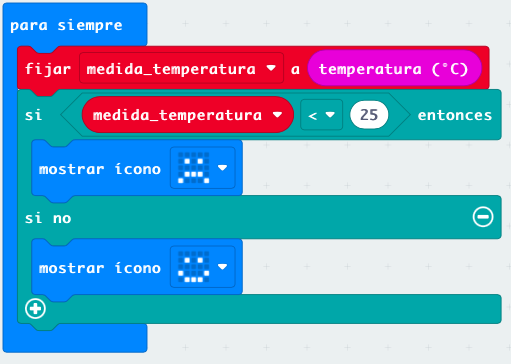 para siempre
fijar medida_temperatura a temperatura (°C)
si medida_temperatura < 25 entonces
mostrar ícono
si no
mostrar ícono